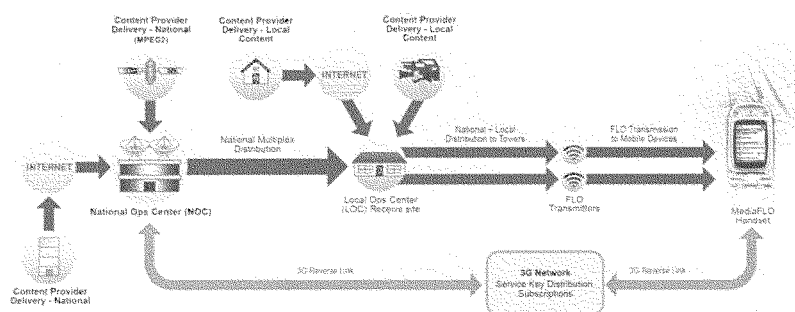 Content Provider
Delivery - National
(MPEG2)
Content Provider
Delivery - Local
Content
Content Provider
Delivery - Local
Content
INTERNET
National Multiplex
Distribution
National + Local
Distribution to Towers
FLO Transmission
to Mobile Devices
INTERNET
National Ops Center (NOC)
Local Ops Center
(LOC) Receive site
FLO
Transmitters
MediaFLO
Handset
3G Reverse Link
3G Network
Service Key Distribution
Subscriptions
3G Reverse Link
Content Provider
Delivery - National